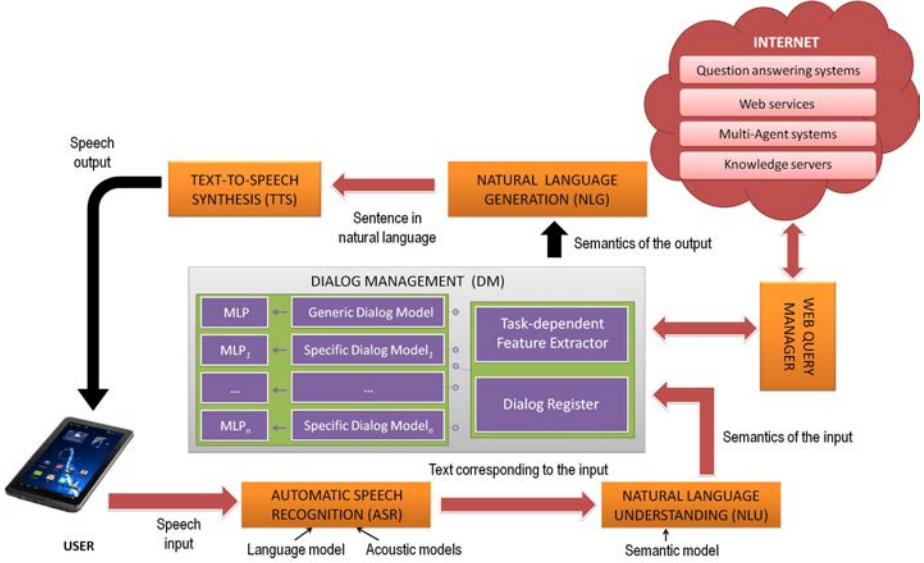 INTERNET
Question answering systems
Web services
Multi-Agent systems
Knowledge servers
Speech
output
TEXT-TO-SPEECH
SYNTHESIS (TTS)
Sentence in
natural language
NATURAL LANGUAGE
GENERATION (NLG)
Semantics of the output
DIALOG MANAGEMENT (DM)
MLP
Generic Dialog Model
MLP1
Specific Dialog Model1
...
...
MLPn
Specific Dialog Modeln
Task-dependent
Feature Extractor
Dialog Register
WEB QUERY
MANAGER
Semantics of the input
Text corresponding to the input
AUTOMATIC SPEECH
RECOGNITION (ASR)
NATURAL LANGUAGE
UNDERSTANDING (NLU)
Speech
input
USER
Language model
Acoustic models
Semantic model